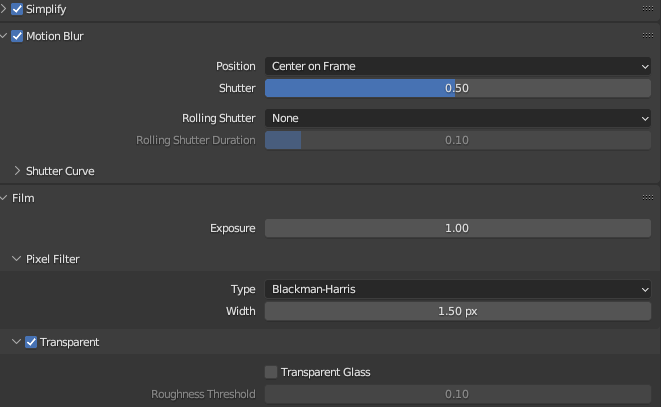 Simplify
Motion Blur
Position Center on Frame
Shutter 0.50
Rolling Shutter None
Rolling Shutter Duration 0.10
Shutter Curve
Film
Exposure 1.00
Pixel Filter
Type Blackman-Harris
Width 1.50 px
Transparent
Transparent Glass
Roughness Threshold 0.10